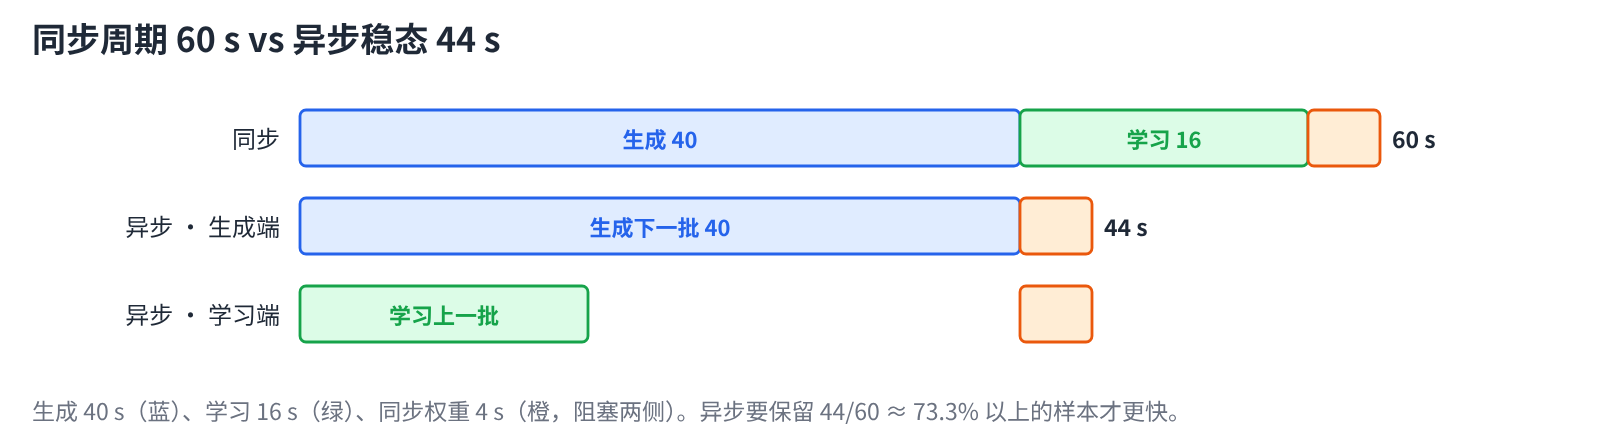 同步周期 60 s vs 异步稳态 44 s
同步
生成 40
学习 16
60 s
异步 · 生成端
生成下一批 40
44 s
异步 · 学习端
学习上一批
生成 40 s（蓝）、学习 16 s（绿）、同步权重 4 s（橙，阻塞两侧）。异步要保留 44/60 ≈ 73.3% 以上的样本才更快。